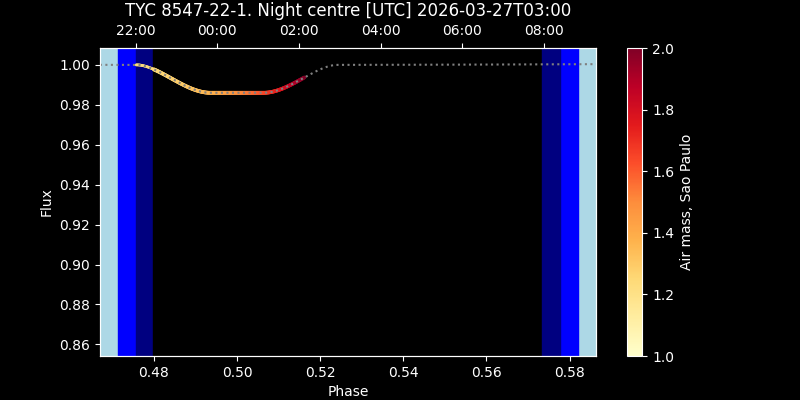 TYC 8547-22-1. Night centre [UTC] 2026-03-27T03:00
22:00 00:00 02:00 04:00 06:00 08:00
1.00
0.98
0.96
0.94
0.92
0.90
0.88
0.86
Flux
0.48 0.50 0.52 0.54 0.56 0.58
Phase
2.0
1.8
1.6
1.4
1.2
1.0
Air mass, Sao Paulo